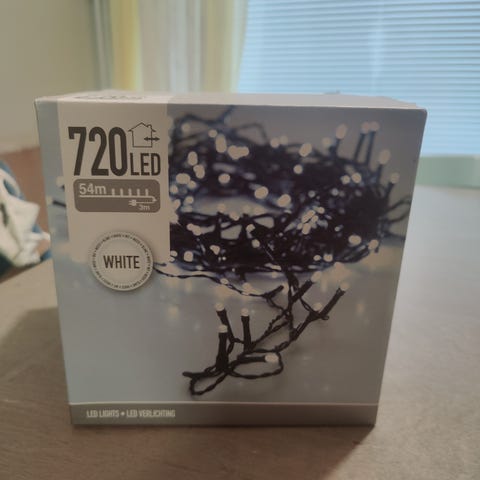 720LED
54m
3m
WHITE
LED LIGHTS • LED VERLICHTING